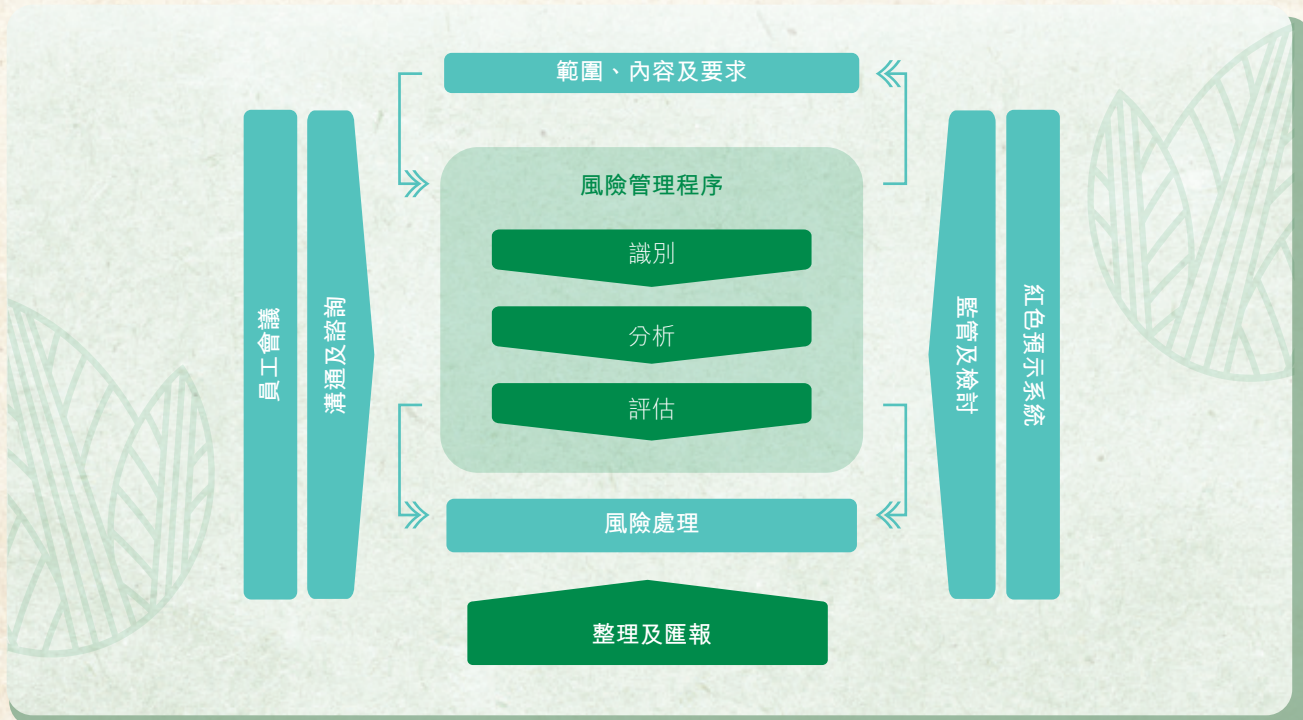 範圍、內容及要求
員工會議
溝通及諮詢
風險管理程序
識別
分析
評估
監管及檢討
紅色預示系統
風險處理
整理及匯報